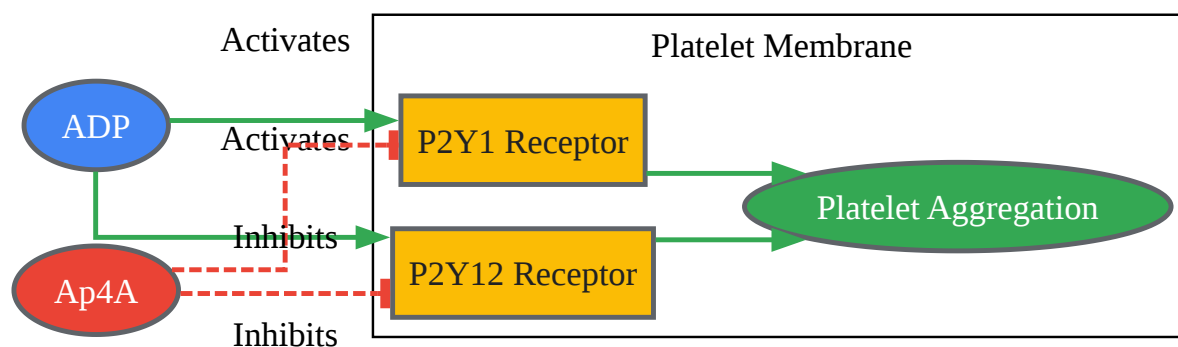 Activates
Platelet Membrane
ADP
Activates
P2Y1 Receptor
Platelet Aggregation
Inhibits
P2Y12 Receptor
Ap4A
Inhibits